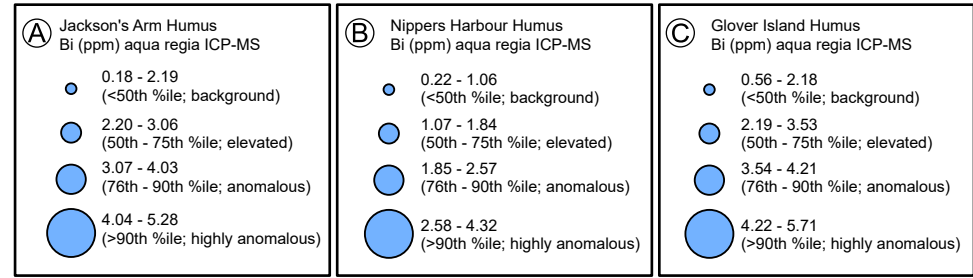 A
Jackson's Arm Humus
Bi (ppm) aqua regia ICP-MS
0.18 - 2.19
(<50th %ile; background)
2.20 - 3.06
(50th - 75th %ile; elevated)
3.07 - 4.03
(76th - 90th %ile; anomalous)
4.04 - 5.28
(>90th %ile; highly anomalous)
B
Nippers Harbour Humus
Bi (ppm) aqua regia ICP-MS
0.22 - 1.06
(<50th %ile; background)
1.07 - 1.84
(50th - 75th %ile; elevated)
1.85 - 2.57
(76th - 90th %ile; anomalous)
2.58 - 4.32
(>90th %ile; highly anomalous)
C
Glover Island Humus
Bi (ppm) aqua regia ICP-MS
0.56 - 2.18
(<50th %ile; background)
2.19 - 3.53
(50th - 75th %ile; elevated)
3.54 - 4.21
(76th - 90th %ile; anomalous)
4.22 - 5.71
(>90th %ile; highly anomalous)